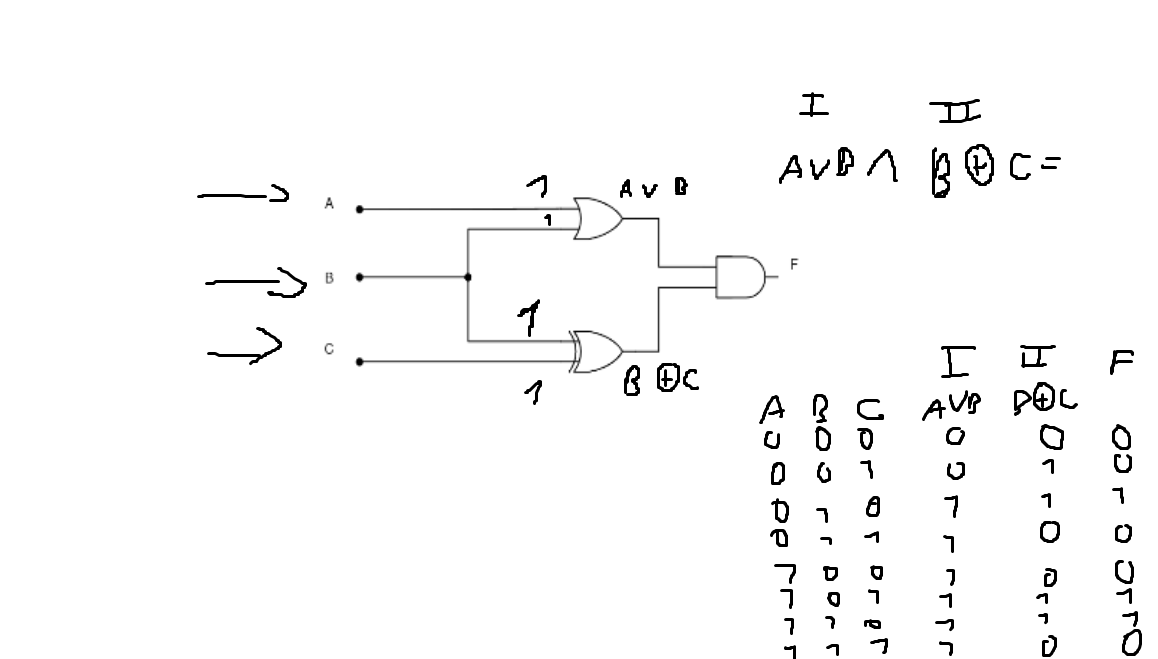 I II
A ∨ B ∧ B ⊕ C =
1 A ∨ B
A
1
F
B
1
C
B ⊕ C
1
I II F
A B C A∨B B⊕C
0 0 0 0 0 0
0 0 1 0 1 0
0 1 0 1 1 1
0 1 1 1 0 0
1 0 0 1 0 0
1 0 1 1 1 1
1 1 0 1 1 1
1 1 1 1 0 0